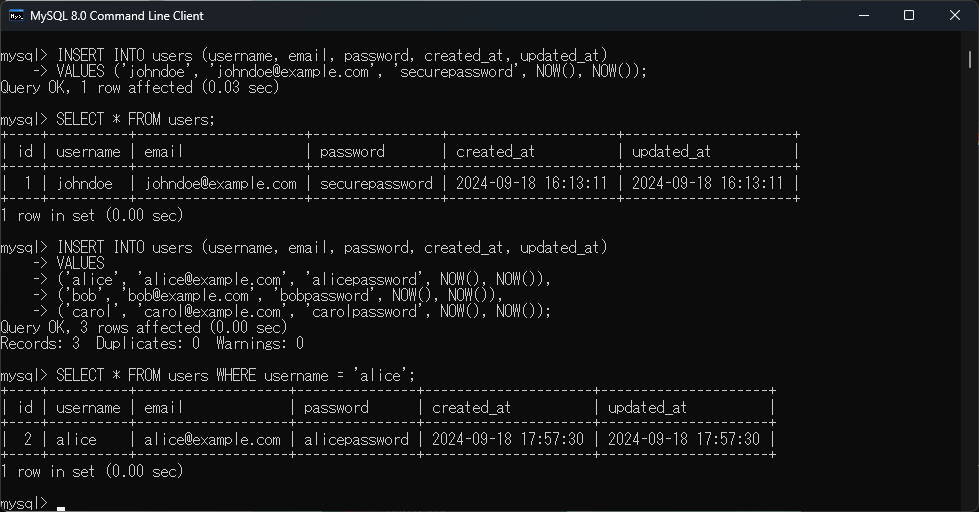 MySQL 8.0 Command Line Client
mysql> INSERT INTO users (username, email, password, created_at, updated_at)
    -> VALUES ('johndoe', 'johndoe@example.com', 'securepassword', NOW(), NOW());
Query OK, 1 row affected (0.03 sec)
mysql> SELECT * FROM users;
+----+----------+---------------------+----------------+---------------------+---------------------+
| id | username | email               | password       | created_at          | updated_at          |
+----+----------+---------------------+----------------+---------------------+---------------------+
|  1 | johndoe  | johndoe@example.com | securepassword | 2024-09-18 16:13:11 | 2024-09-18 16:13:11 |
+----+----------+---------------------+----------------+---------------------+---------------------+
1 row in set (0.00 sec)
mysql> INSERT INTO users (username, email, password, created_at, updated_at)
    -> VALUES
    -> ('alice', 'alice@example.com', 'alicepassword', NOW(), NOW()),
    -> ('bob', 'bob@example.com', 'bobpassword', NOW(), NOW()),
    -> ('carol', 'carol@example.com', 'carolpassword', NOW(), NOW());
Query OK, 3 rows affected (0.00 sec)
Records: 3  Duplicates: 0  Warnings: 0
mysql> SELECT * FROM users WHERE username = 'alice';
+----+----------+-------------------+---------------+---------------------+---------------------+
| id | username | email             | password      | created_at          | updated_at          |
+----+----------+-------------------+---------------+---------------------+---------------------+
|  2 | alice    | alice@example.com | alicepassword | 2024-09-18 17:57:30 | 2024-09-18 17:57:30 |
+----+----------+-------------------+---------------+---------------------+---------------------+
1 row in set (0.00 sec)
mysql> _